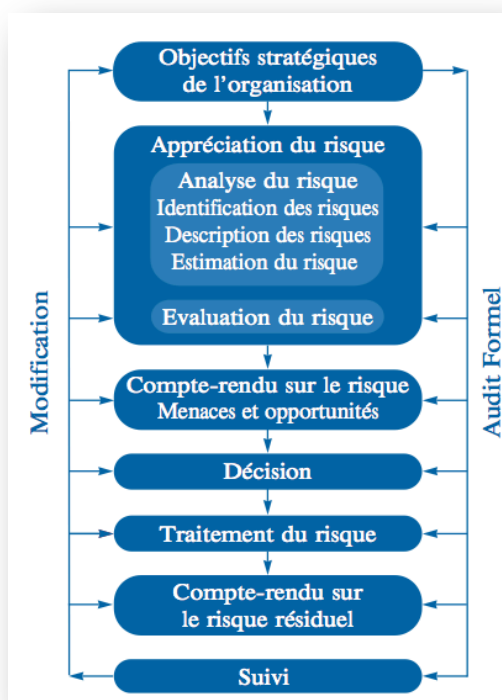 Objectifs stratégiques
de l'organisation
Appréciation du risque
Analyse du risque
Identification des risques
Description des risques
Estimation du risque
Evaluation du risque
Compte-rendu sur le risque
Menaces et opportunités
Décision
Traitement du risque
Compte-rendu sur
le risque résiduel
Suivi
Modification
Audit Formel